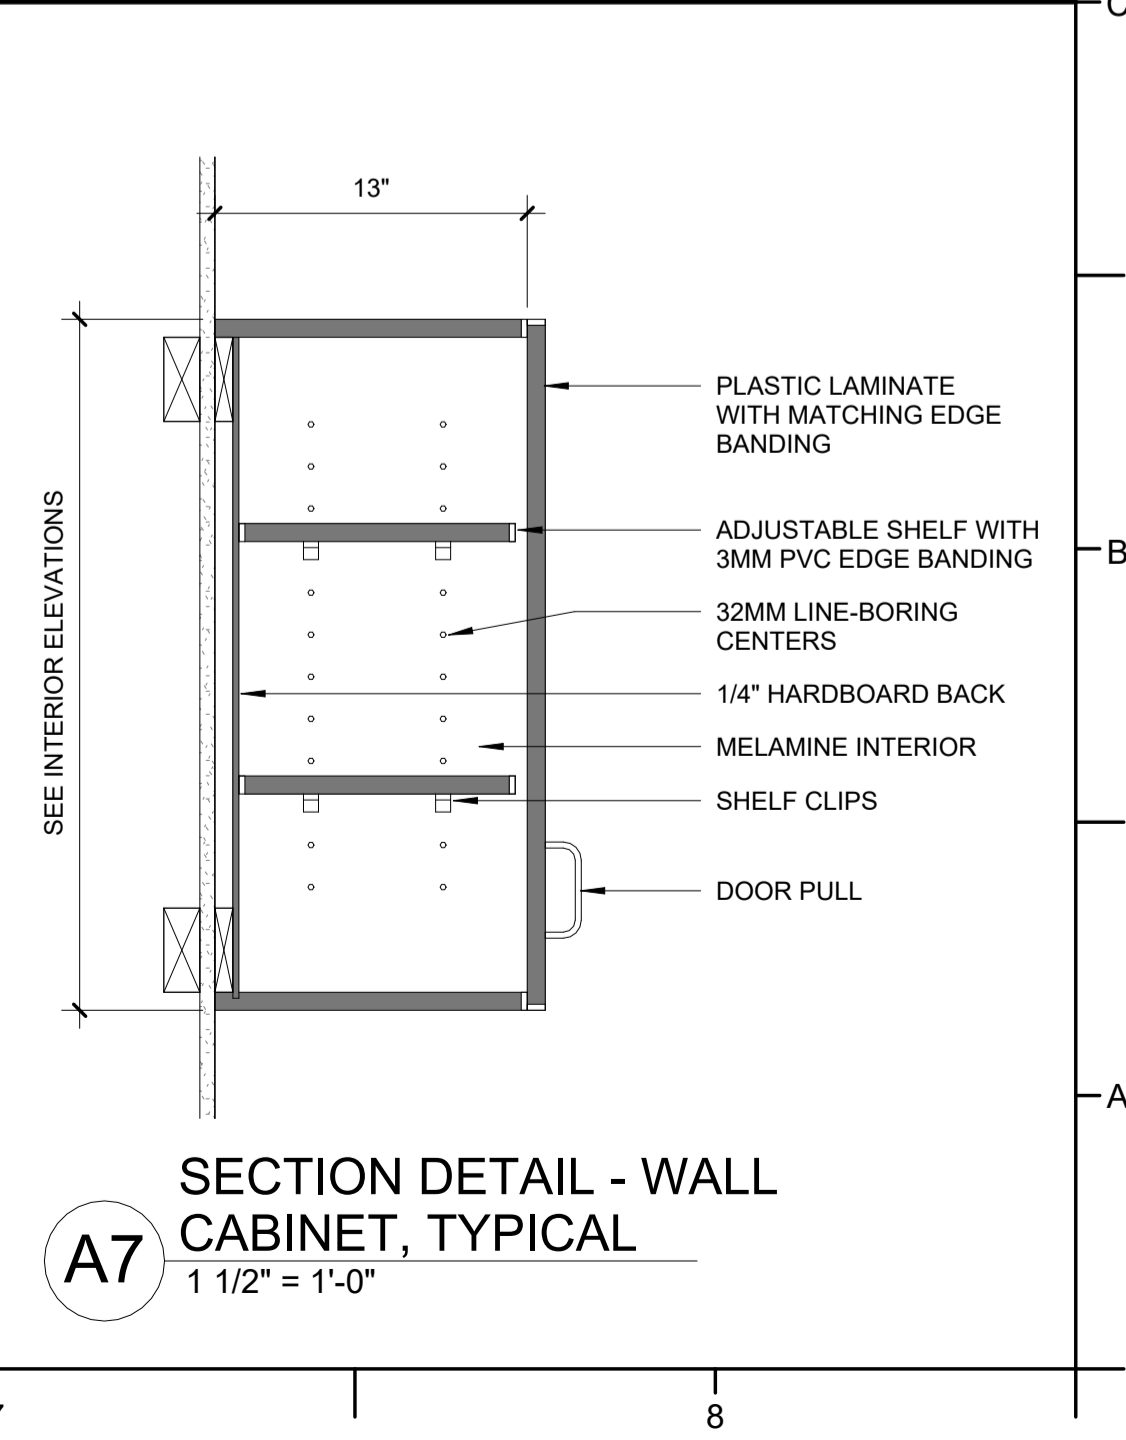 C
13"
PLASTIC LAMINATE
WITH MATCHING EDGE
BANDING
ADJUSTABLE SHELF WITH
3MM PVC EDGE BANDING
B
32MM LINE-BORING
CENTERS
1/4" HARDBOARD BACK
MELAMINE INTERIOR
SHELF CLIPS
DOOR PULL
SEE INTERIOR ELEVATIONS
A
SECTION DETAIL - WALL
CABINET, TYPICAL
A7
1 1/2" = 1'-0"
8